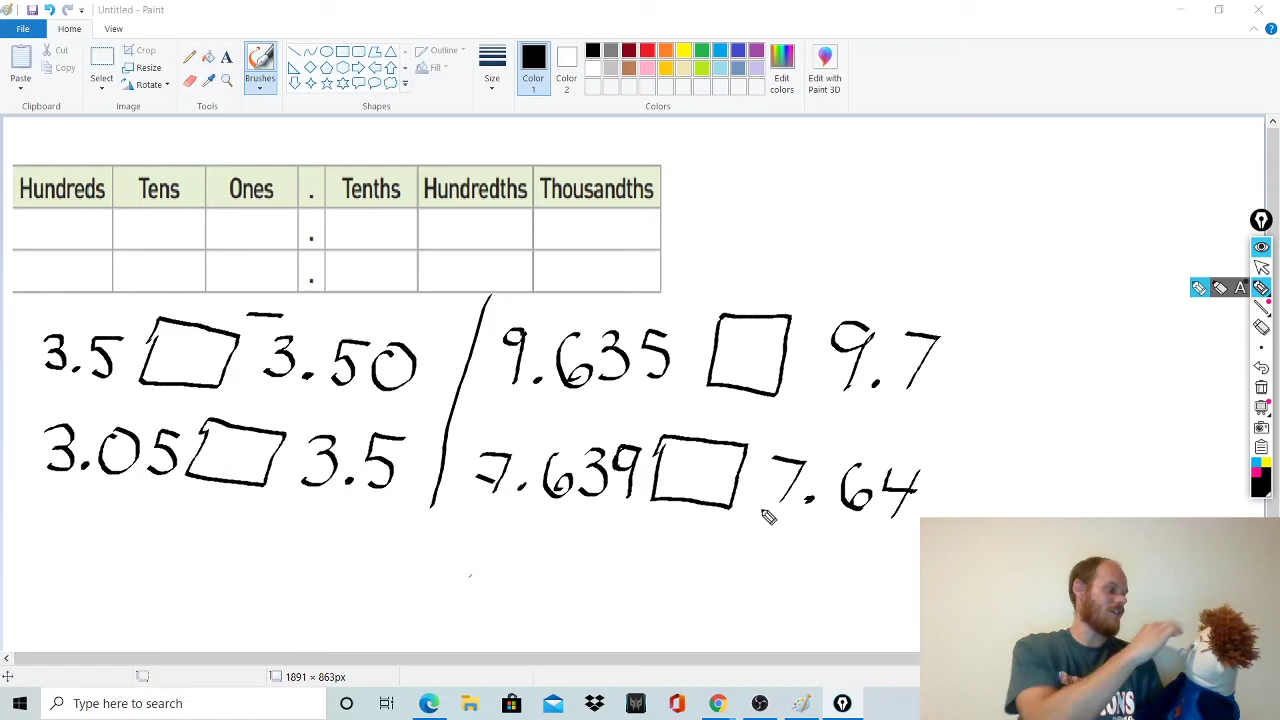 Untitled - Paint
File Home View
Paste Cut Copy Clipboard
Select Crop Resize Rotate Image
Tools
Brushes
Shapes Outline Fill
Size
Color 1 Color 2 Edit colors Colors
Edit with Paint 3D
Hundreds Tens Ones . Tenths Hundredths Thousandths
.
.
3.5 3.50 9.635 9.7
3.05 3.5 7.639 7.64
1891 × 863px
Type here to search